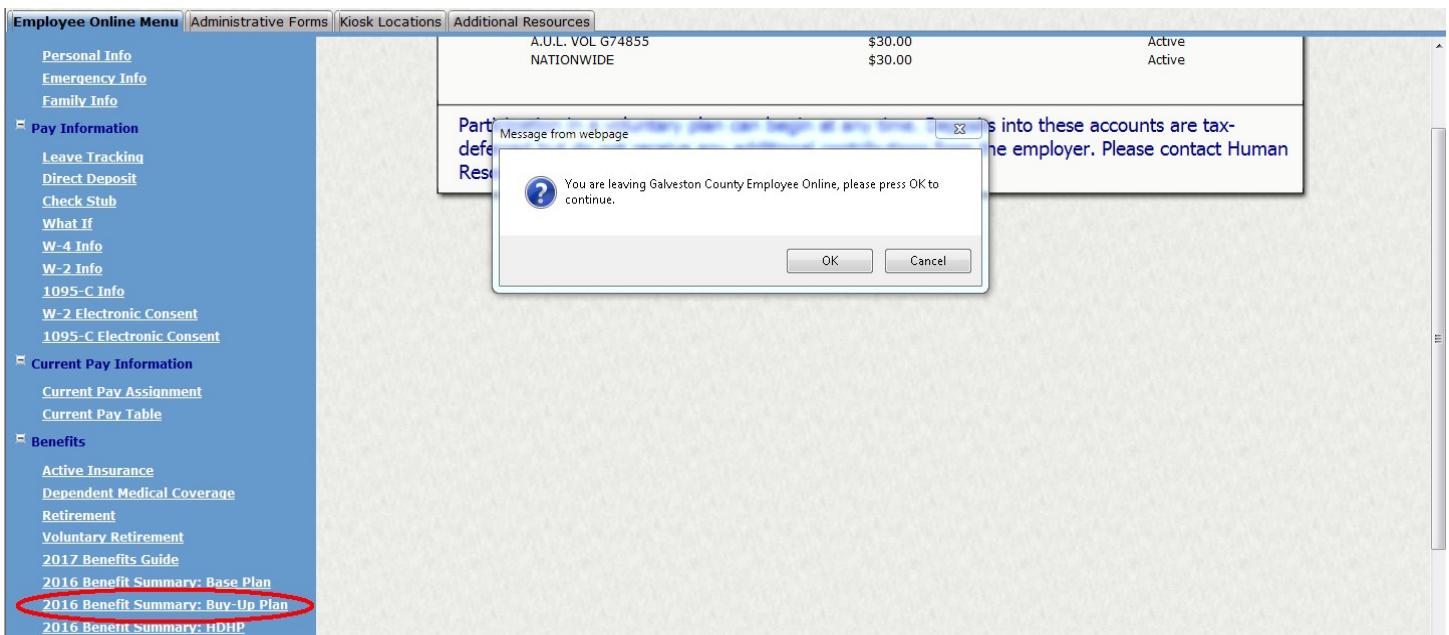 Employee Online Menu Administrative Forms Kiosk Locations Additional Resources
Personal Info
Emergency Info
Family Info
Pay Information
Leave Tracking
Direct Deposit
Check Stub
What If
W-4 Info
W-2 Info
1095-C Info
W-2 Electronic Consent
1095-C Electronic Consent
Current Pay Information
Current Pay Assignment
Current Pay Table
Benefits
Active Insurance
Dependent Medical Coverage
Retirement
Voluntary Retirement
2017 Benefits Guide
2016 Benefit Summary: Base Plan
2016 Benefit Summary: Buy-Up Plan
2016 Benefit Summary: HDHP
A.U.L. VOL G74855 $30.00 Active
NATIONWIDE $30.00 Active
into these accounts are tax-
employer. Please contact Human
Message from webpage
You are leaving Galveston County Employee Online, please press OK to
continue.
OK Cancel